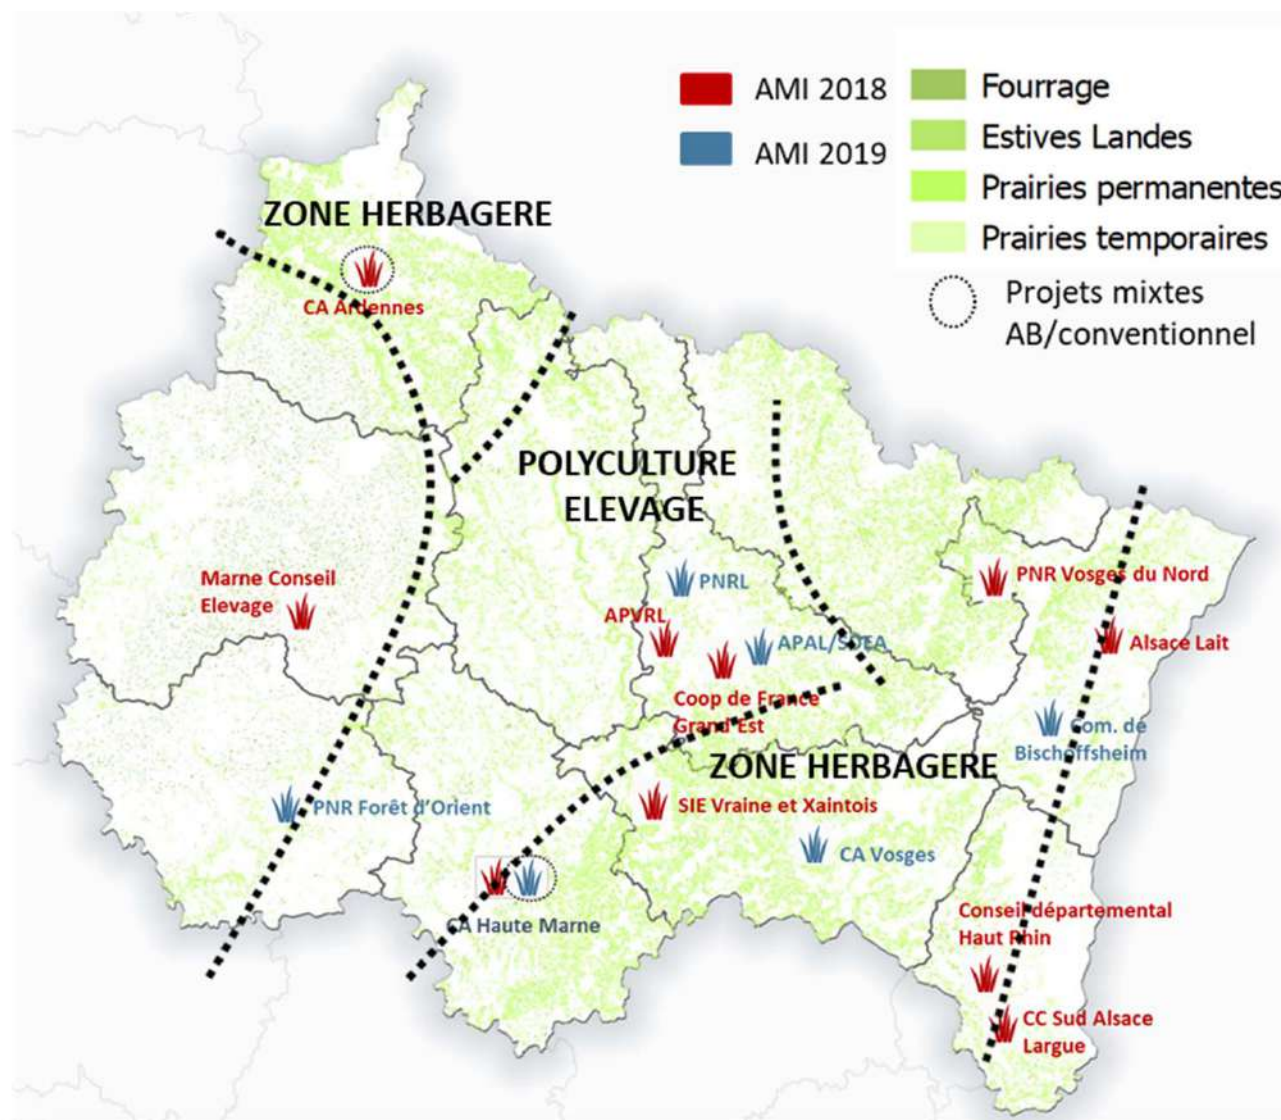 AMI 2018
AMI 2019
Fourrage
Estives Landes
Prairies permanentes
Prairies temporaires
Projets mixtes
AB/conventionnel
ZONE HERBAGERE
CA Ardennes
POLYCULTURE
ELEVAGE
Marne Conseil
Elevage
PNRL
APVRL
APAL/SDEA
Coop de France
Grand Est
PNR Vosges du Nord
Alsace Lait
Com. de
Bischoffsheim
ZONE HERBAGERE
SIE Vraine et Xaintois
PNR Forêt d'Orient
CA Vosges
CA Haute Marne
Conseil départemental
Haut Rhin
CC Sud Alsace
Largue